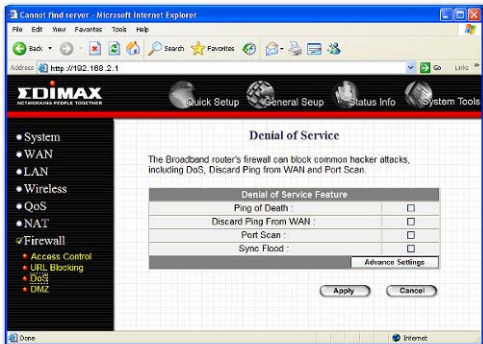 Cannot find server - Microsoft Internet Explorer
File Edit View Favorites Tools Help
Back Search Favorites
Address http://192.168.2.1 Go Links
EDIMAX
NETWORKING PEOPLE TOGETHER
Quick Setup General Soup Status Info System Tools
System
WAN
LAN
Wireless
QoS
NAT
Firewall
Access Control
URL Blocking
DoS
DMZ
Denial of Service
The Broadband router's firewall can block common hacker attacks,
including DoS, Discard Ping from WAN and Port Scan.
Denial of Service Feature
Ping of Death :
Discard Ping From WAN :
Port Scan :
Sync Flood :
Advance Settings
Apply Cancel
Done Internet